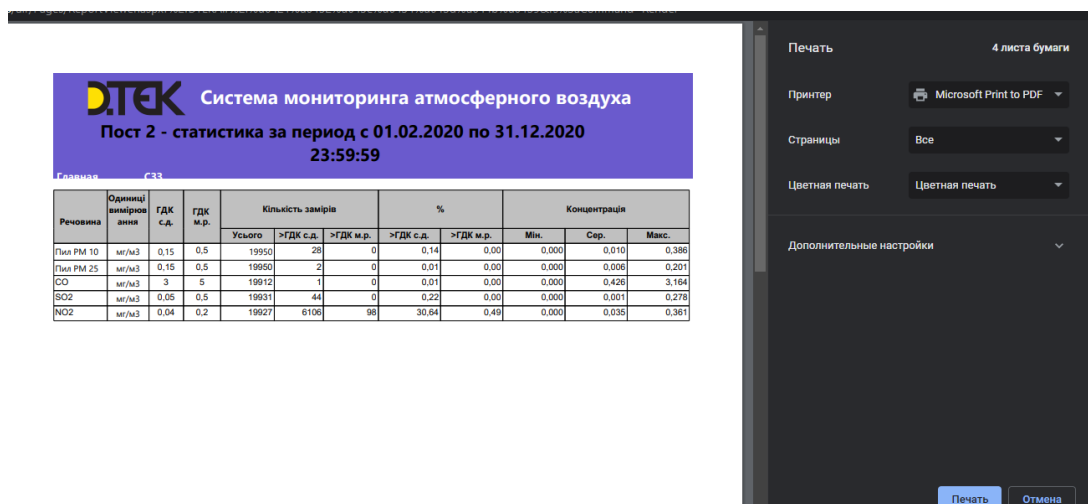 Печать 4 листа бумаги
Принтер Microsoft Print to PDF
Страницы Все
Цветная печать Цветная печать
Дополнительные настройки
Печать Отмена
D.TEK Система мониторинга атмосферного воздуха
Пост 2 - статистика за период с 01.02.2020 по 31.12.2020
23:59:59
Главная СЗЗ
Речовина Одиниці вимірюв ання ГДК с.д. ГДК м.р. Кількість замірів % Концентрація
Усього >ГДК с.д. >ГДК м.р. >ГДК с.д. >ГДК м.р. Мін. Сер. Макс.
Пил РМ 10 мг/м3 0,15 0,5 19950 28 0 0,14 0,00 0,000 0,010 0,386
Пил РМ 25 мг/м3 0,15 0,5 19950 2 0 0,01 0,00 0,000 0,006 0,201
CO мг/м3 3 5 19912 1 0 0,01 0,00 0,000 0,426 3,164
SO2 мг/м3 0,05 0,5 19931 44 0 0,22 0,00 0,000 0,001 0,278
NO2 мг/м3 0,04 0,2 19927 6106 98 30,64 0,49 0,000 0,035 0,361